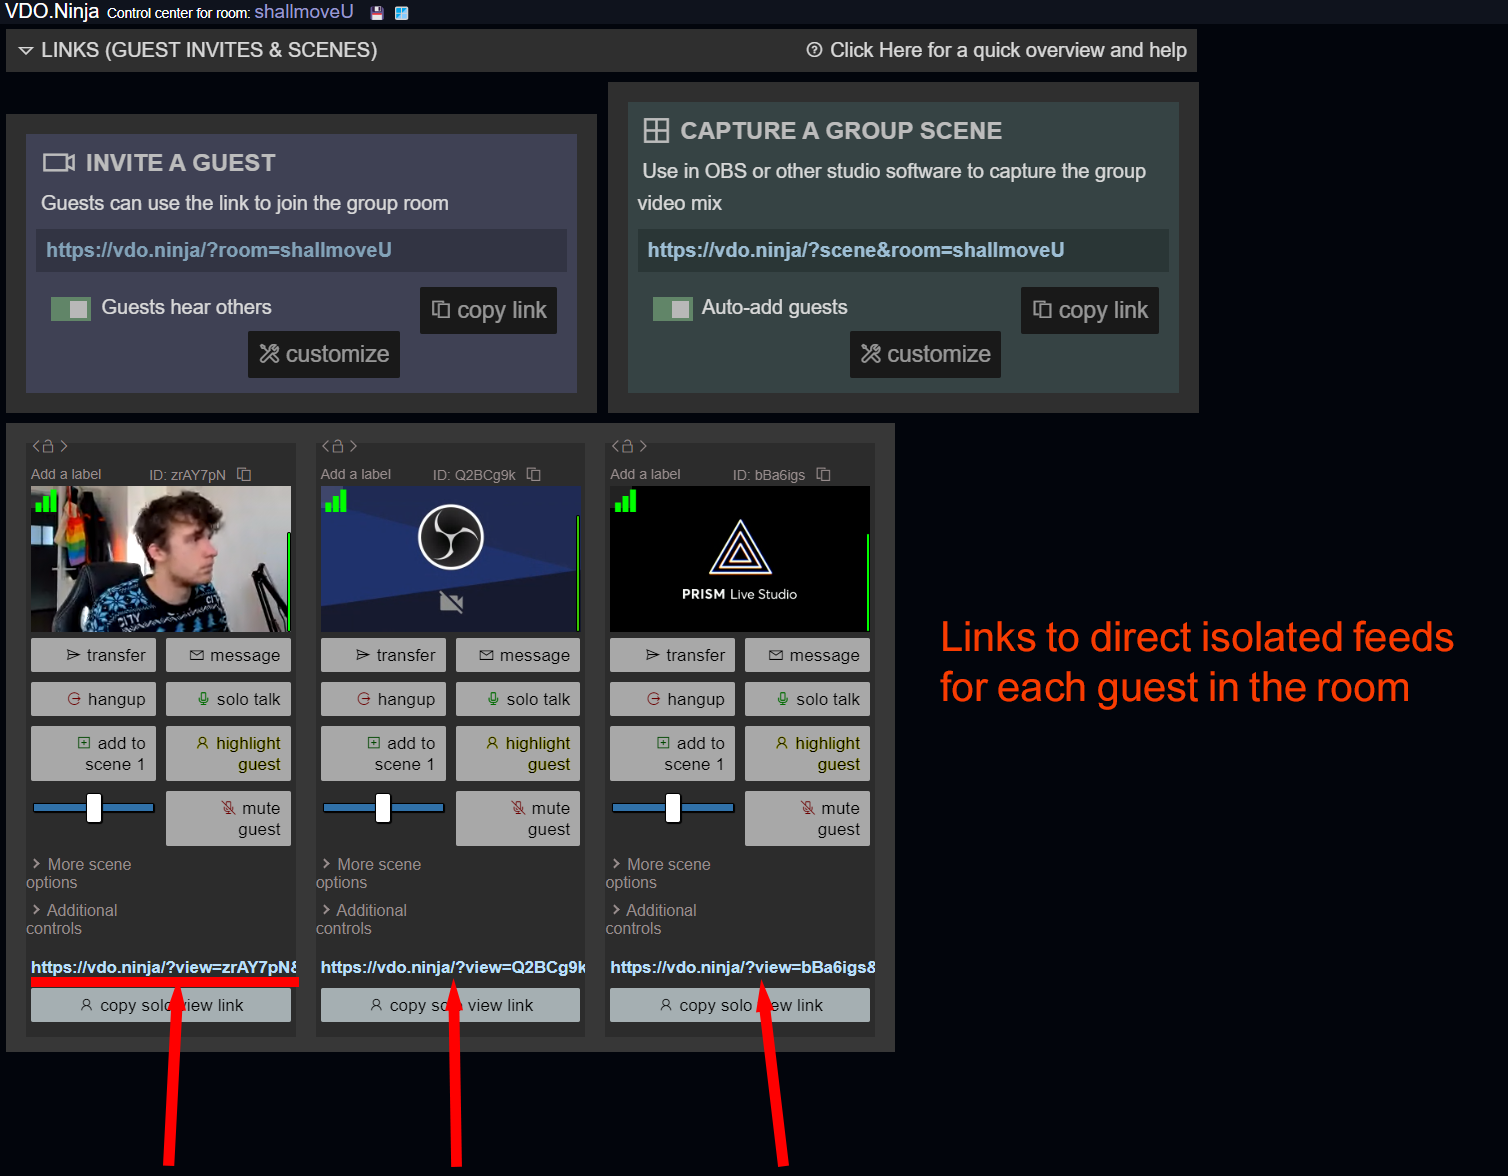 VDO.Ninja Control center for room: shallmoveU
LINKS (GUEST INVITES & SCENES)
Click Here for a quick overview and help
INVITE A GUEST
Guests can use the link to join the group room
https://vdo.ninja/?room=shallmoveU
Guests hear others
copy link
customize
CAPTURE A GROUP SCENE
Use in OBS or other studio software to capture the group
video mix
https://vdo.ninja/?scene&room=shallmoveU
Auto-add guests
copy link
customize
Add a label ID: zrAY7pN
CITY
transfer message
hangup solo talk
add to
scene 1
highlight
guest
mute
guest
More scene
options
Additional
controls
https://vdo.ninja/?view=zrAY7pN&
copy solo view link
Add a label ID: Q2BCg9k
transfer message
hangup solo talk
add to
scene 1
highlight
guest
mute
guest
More scene
options
Additional
controls
https://vdo.ninja/?view=Q2BCg9k
copy solo view link
Add a label ID: bBa6igs
PRISM Live Studio
transfer message
hangup solo talk
add to
scene 1
highlight
guest
mute
guest
More scene
options
Additional
controls
https://vdo.ninja/?view=bBa6igs&
copy solo view link
Links to direct isolated feeds
for each guest in the room